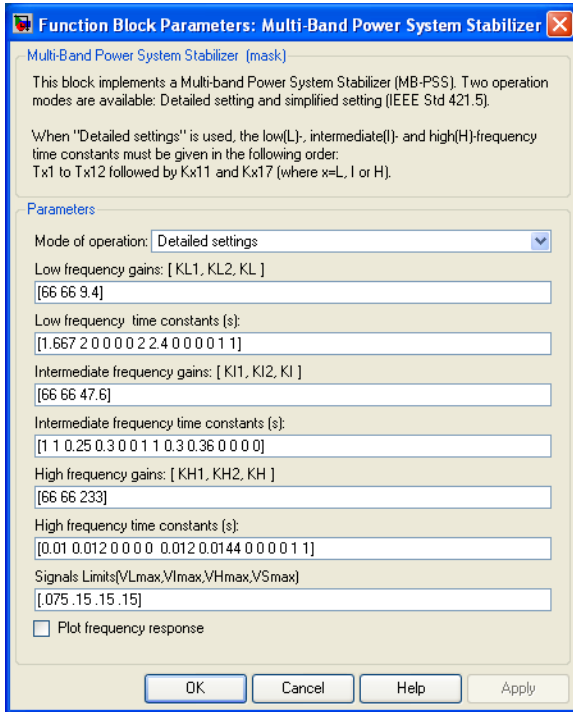 Function Block Parameters: Multi-Band Power System Stabilizer
Multi-Band Power System Stabilizer (mask)
This block implements a Multi-band Power System Stabilizer (MB-PSS). Two operation
modes are available: Detailed setting and simplified setting (IEEE Std 421.5).
When "Detailed settings" is used, the low(L)-, intermediate(I)- and high(H)-frequency
time constants must be given in the following order:
Tx1 to Tx12 followed by Kx11 and Kx17 (where x=L, I or H).
Parameters
Mode of operation: Detailed settings
Low frequency gains: [ KL1, KL2, KL ]
[66 66 9.4]
Low frequency time constants (s):
[1.667 2 0 0 0 0 2 2.4 0 0 0 0 1 1]
Intermediate frequency gains: [ KI1, KI2, KI ]
[66 66 47.6]
Intermediate frequency time constants (s):
[1 1 0.25 0.3 0 0 1 1 0.3 0.36 0 0 0 0]
High frequency gains: [ KH1, KH2, KH ]
[66 66 233]
High frequency time constants (s):
[0.01 0.012 0 0 0 0 0.012 0.0144 0 0 0 0 1 1]
Signals Limits(VLmax,VImax,VHmax,VSmax)
[.075 .15 .15 .15]
Plot frequency response
OK Cancel Help Apply